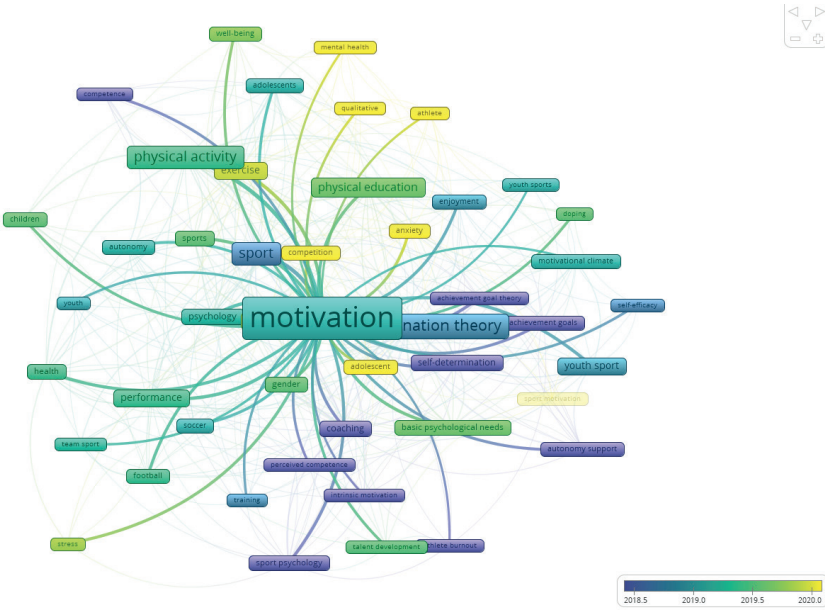 well-being
mental health
adolescents
competence
qualitative
athlete
physical activity
exercise
physical education
youth sports
enjoyment
doping
children
anxiety
sports
autonomy
sport
competition
motivational climate
achievement goal theory
youth
self-efficacy
psychology
motivation
nation theory
achievement goals
self-determination
adolescent
youth sport
health
gender
performance
sport motivation
soccer
coaching
basic psychological needs
team sport
autonomy support
perceived competence
football
intrinsic motivation
training
stress
talent development
athlete burnout
sport psychology
2018.5 2019.0 2019.5 2020.0